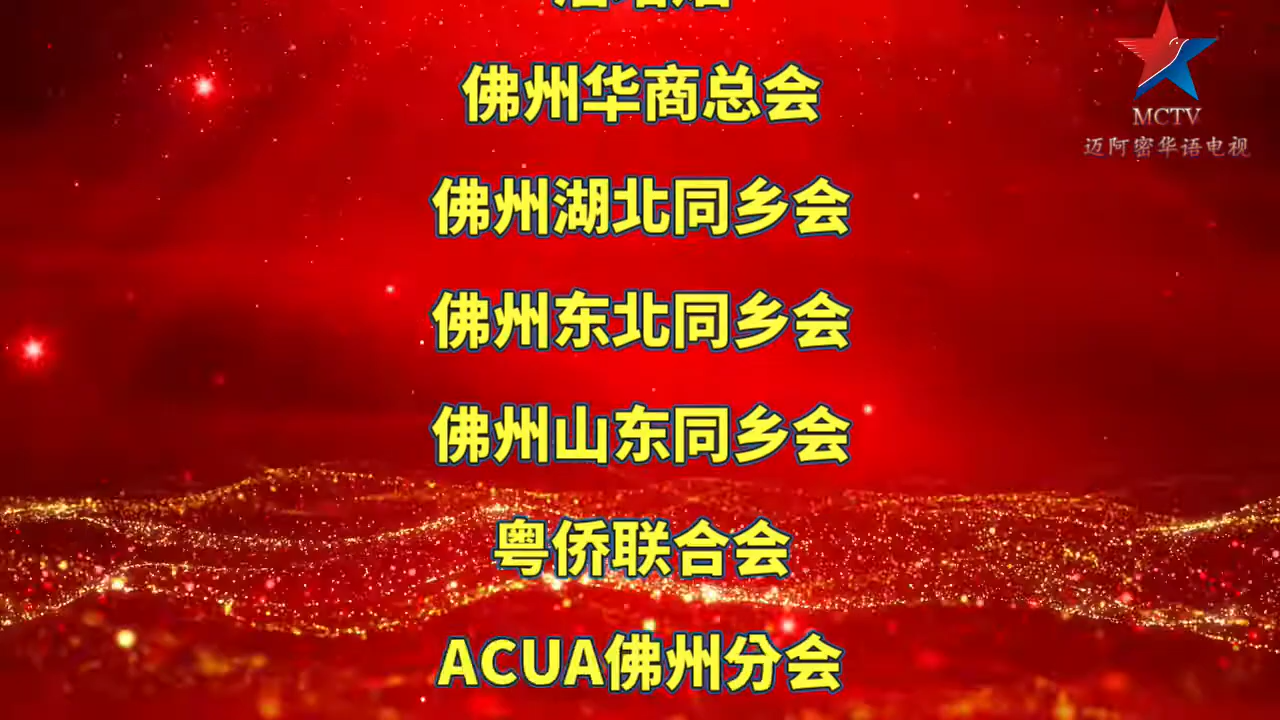 佛州华商总会
MCTV
迈阿密华语电视
佛州湖北同乡会
佛州东北同乡会
佛州山东同乡会
粤侨联合会
ACUA佛州分会